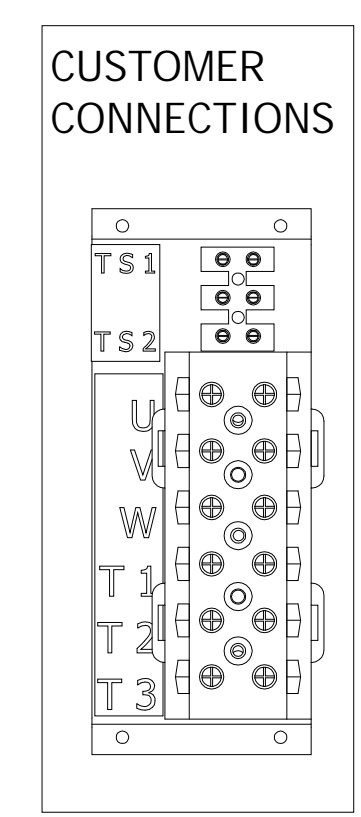 CUSTOMER
CONNECTIONS
TS1
TS2
U
V
W
T1
T2
T3